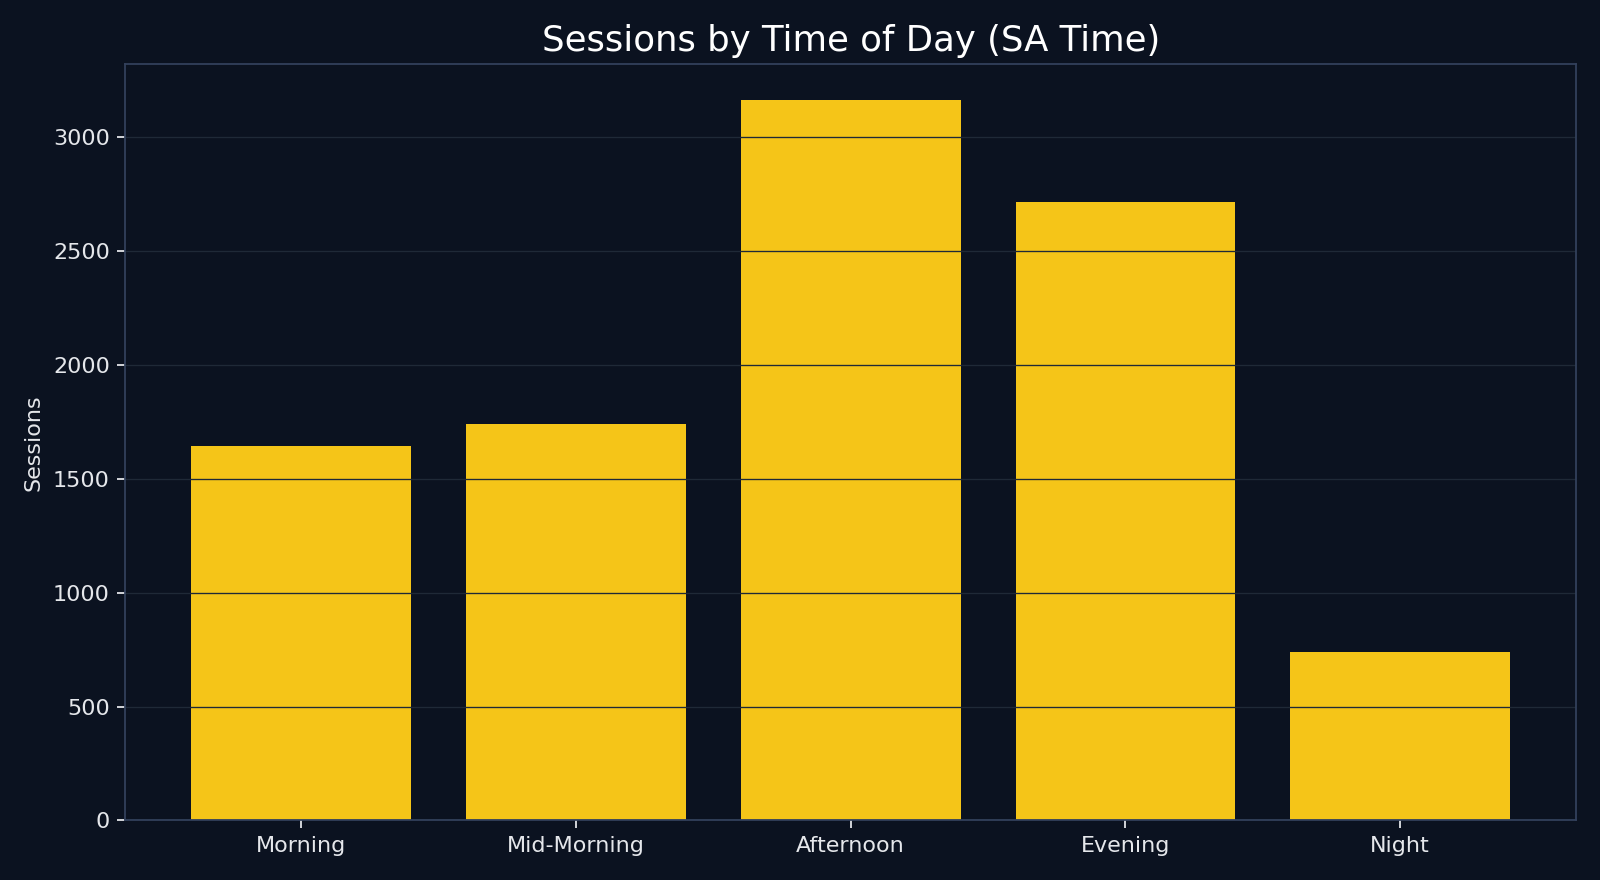 Sessions by Time of Day (SA Time)
Sessions
3000
2500
2000
1500
1000
500
0
Morning
Mid-Morning
Afternoon
Evening
Night